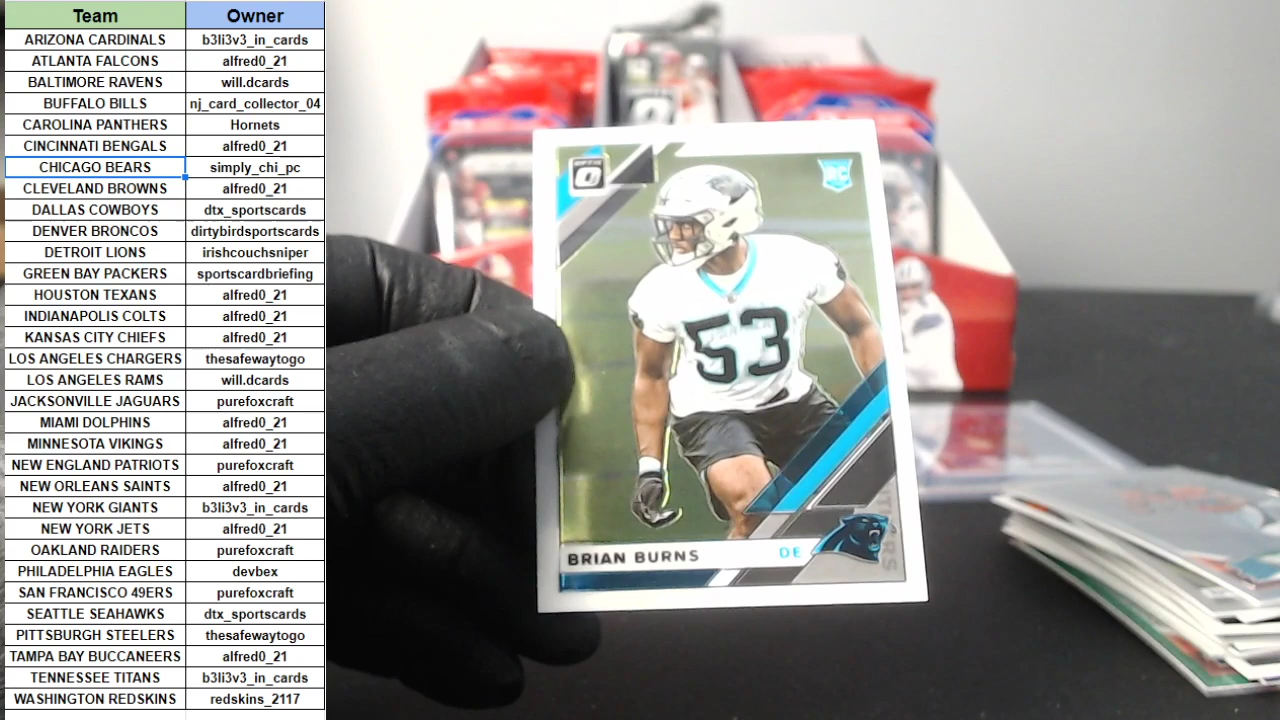 Team Owner
ARIZONA CARDINALS b3li3v3_in_cards
ATLANTA FALCONS alfred0_21
BALTIMORE RAVENS will.dcards
BUFFALO BILLS nj_card_collector_04
CAROLINA PANTHERS Hornets
CINCINNATI BENGALS alfred0_21
CHICAGO BEARS simply_chi_pc
CLEVELAND BROWNS alfred0_21
DALLAS COWBOYS dtx_sportscards
DENVER BRONCOS dirtybirdsportscards
DETROIT LIONS irishcouchsniper
GREEN BAY PACKERS sportscardbriefing
HOUSTON TEXANS alfred0_21
INDIANAPOLIS COLTS alfred0_21
KANSAS CITY CHIEFS alfred0_21
LOS ANGELES CHARGERS thesafewaytogo
LOS ANGELES RAMS will.dcards
JACKSONVILLE JAGUARS purefoxcraft
MIAMI DOLPHINS alfred0_21
MINNESOTA VIKINGS alfred0_21
NEW ENGLAND PATRIOTS purefoxcraft
NEW ORLEANS SAINTS alfred0_21
NEW YORK GIANTS b3li3v3_in_cards
NEW YORK JETS alfred0_21
OAKLAND RAIDERS purefoxcraft
PHILADELPHIA EAGLES devbex
SAN FRANCISCO 49ERS purefoxcraft
SEATTLE SEAHAWKS dtx_sportscards
PITTSBURGH STEELERS thesafewaytogo
TAMPA BAY BUCCANEERS alfred0_21
TENNESSEE TITANS b3li3v3_in_cards
WASHINGTON REDSKINS redskins_2117
RC
53
BRIAN BURNS DE